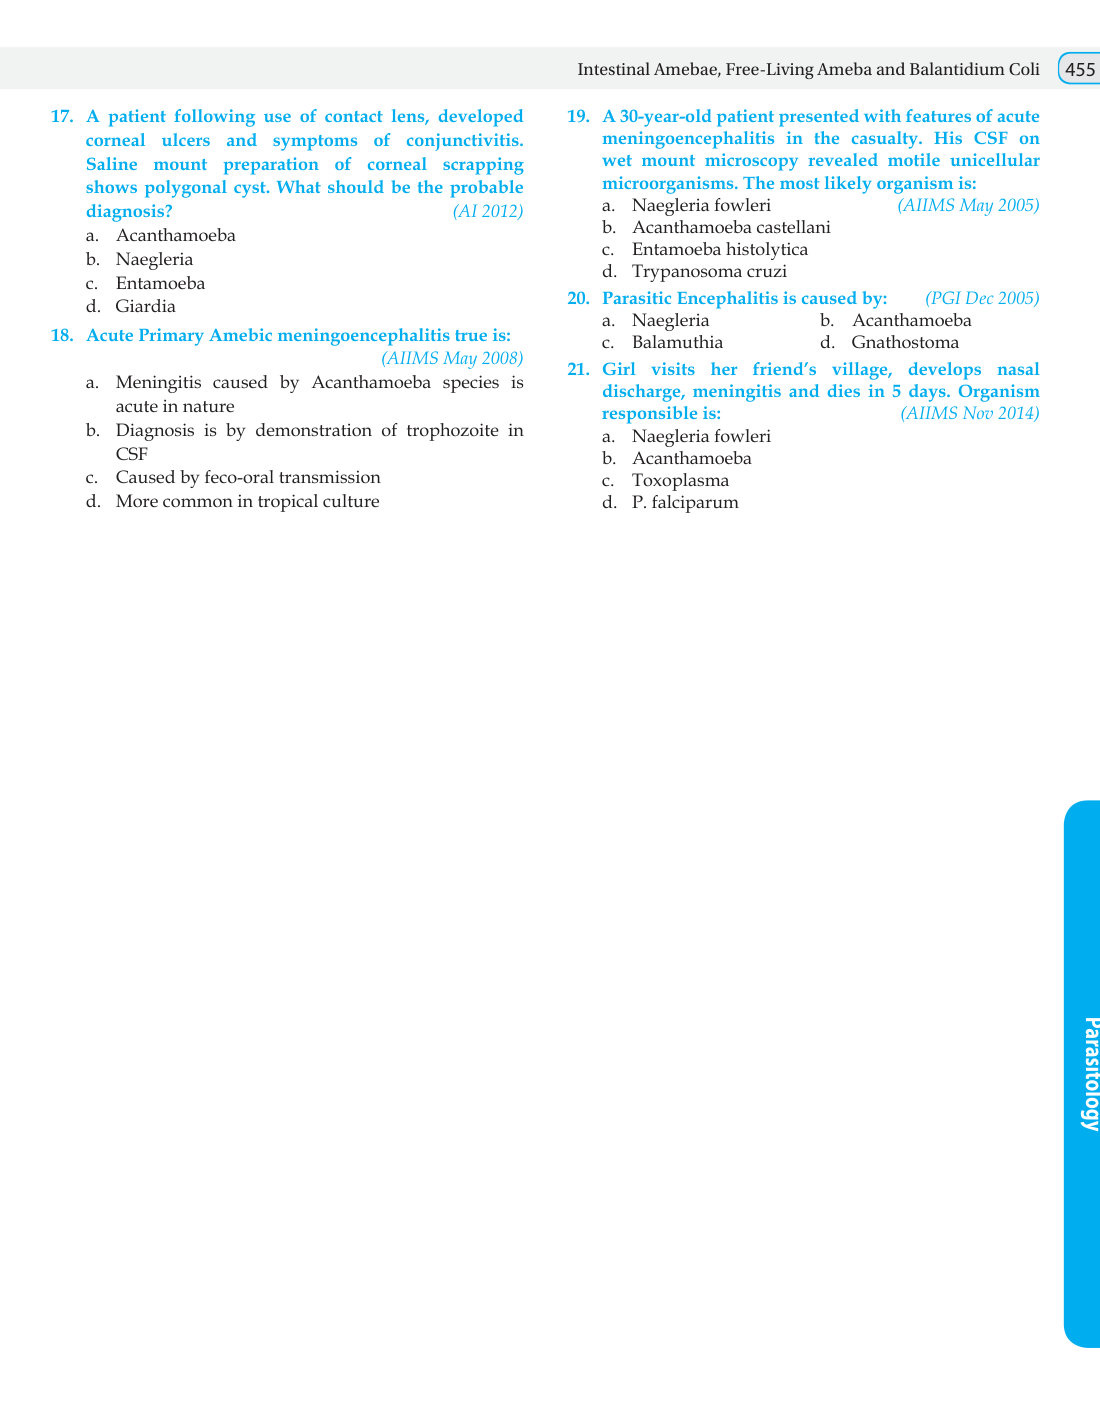 Intestinal Amebae, Free-Living Ameba and Balantidium Coli 455
17. A patient following use of contact lens, developed
corneal ulcers and symptoms of conjunctivitis.
Saline mount preparation of corneal scrapping
shows polygonal cyst. What should be the probable
diagnosis? (AI 2012)
a. Acanthamoeba
b. Naegleria
c. Entamoeba
d. Giardia
18. Acute Primary Amebic meningoencephalitis true is:
(AIIMS May 2008)
a. Meningitis caused by Acanthamoeba species is
acute in nature
b. Diagnosis is by demonstration of trophozoite in
CSF
c. Caused by feco-oral transmission
d. More common in tropical culture
19. A 30-year-old patient presented with features of acute
meningoencephalitis in the casualty. His CSF on
wet mount microscopy revealed motile unicellular
microorganisms. The most likely organism is:
a. Naegleria fowleri (AIIMS May 2005)
b. Acanthamoeba castellani
c. Entamoeba histolytica
d. Trypanosoma cruzi
20. Parasitic Encephalitis is caused by: (PGI Dec 2005)
a. Naegleria b. Acanthamoeba
c. Balamuthia d. Gnathostoma
21. Girl visits her friend's village, develops nasal
discharge, meningitis and dies in 5 days. Organism
responsible is: (AIIMS Nov 2014)
a. Naegleria fowleri
b. Acanthamoeba
c. Toxoplasma
d. P. falciparum
Parasitology